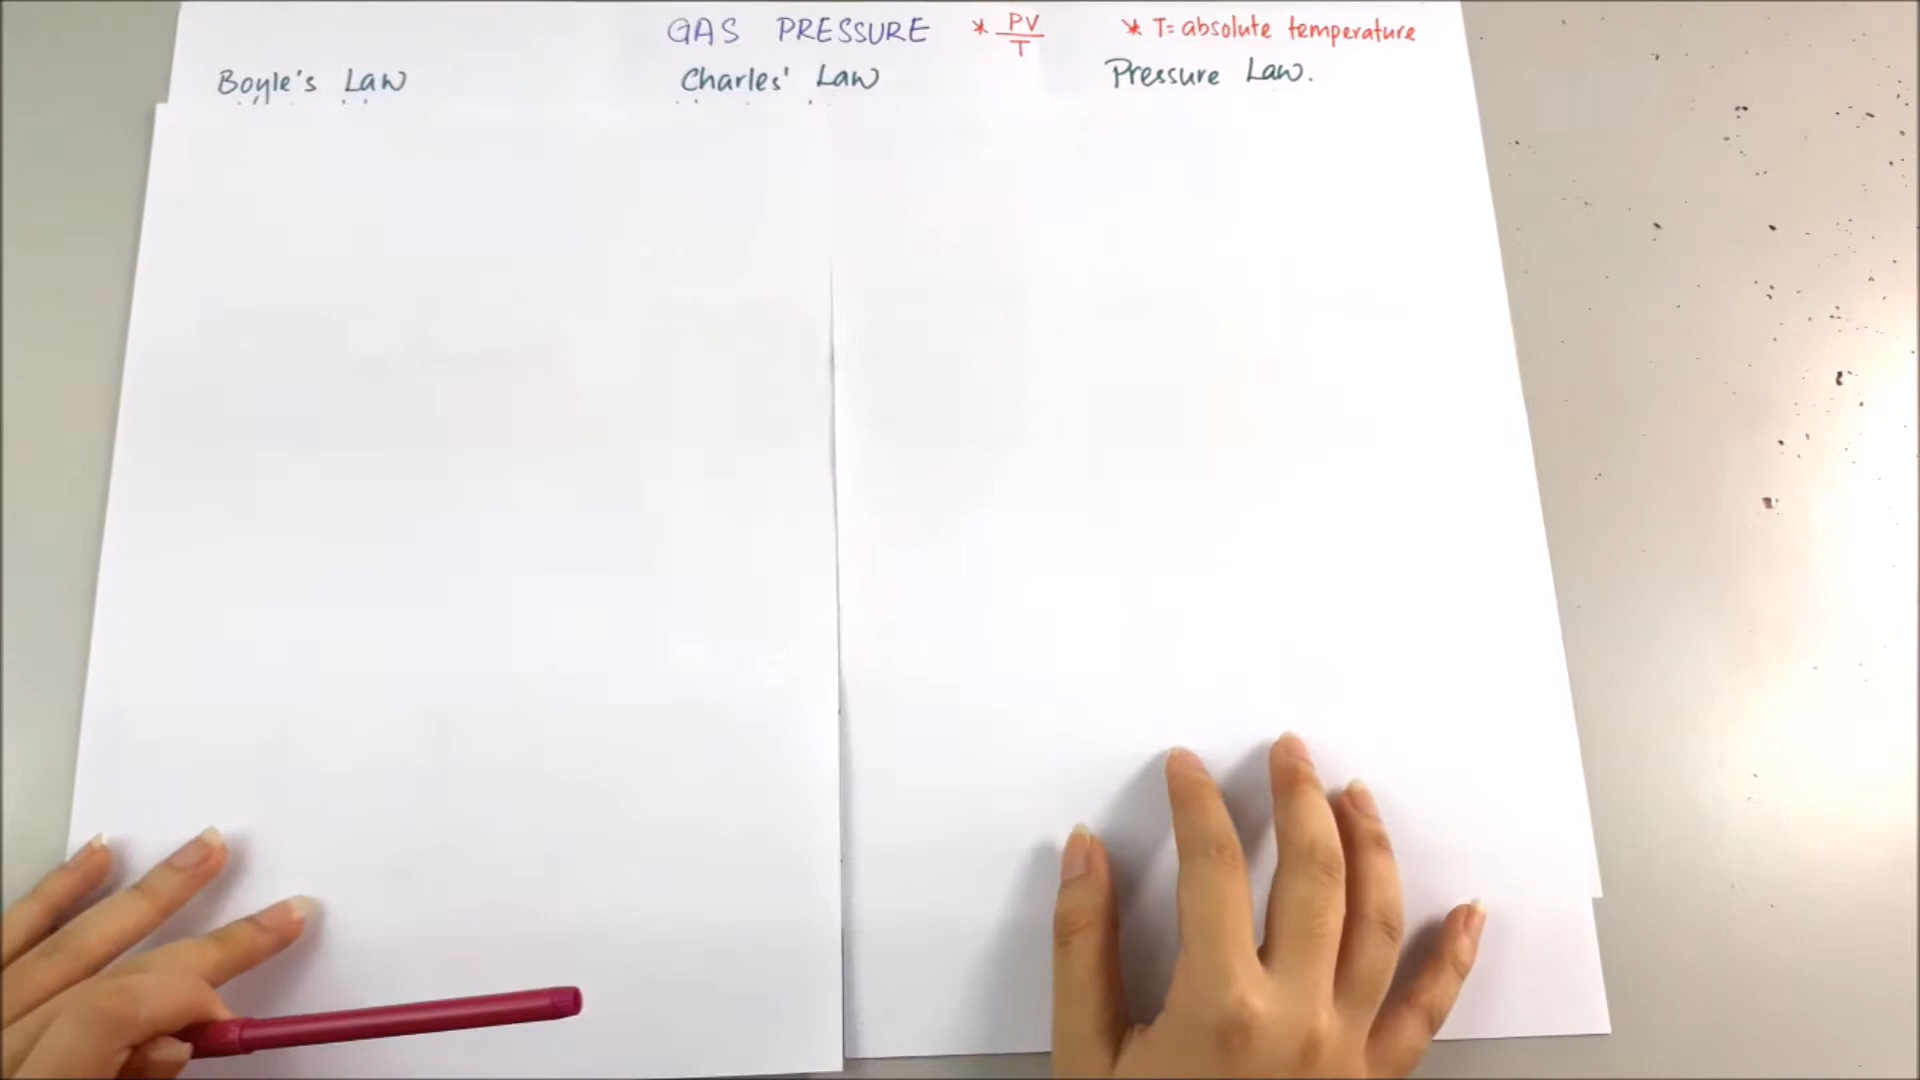 GAS PRESSURE * PV/T * T= absolute temperature
Boyle's Law Charles' Law Pressure Law.